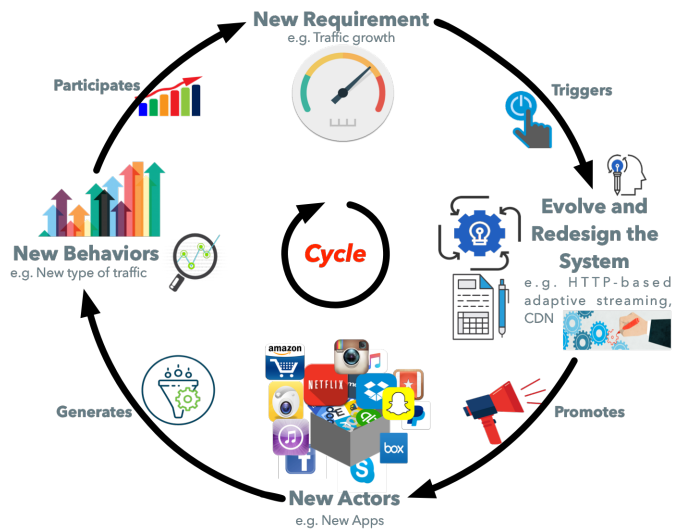 New Requirement
e.g. Traffic growth
Participates
Triggers
Evolve and
Redesign the
System
e.g. HTTP-based
adaptive streaming,
CDN
New Behaviors
e.g. New type of traffic
Cycle
amazon
NETFLIX
box
Generates
Promotes
New Actors
e.g. New Apps